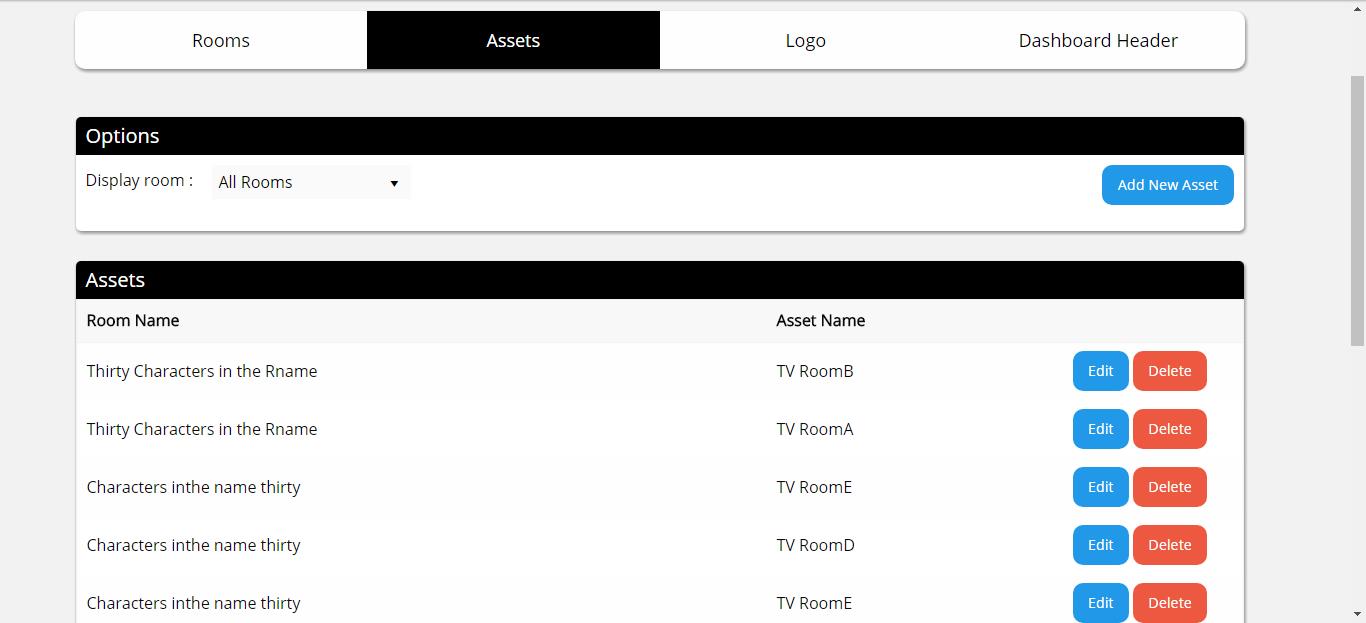 Rooms Assets Logo Dashboard Header
Options
Display room : All Rooms Add New Asset
Assets
Room Name Asset Name
Thirty Characters in the Rname TV RoomB Edit Delete
Thirty Characters in the Rname TV RoomA Edit Delete
Characters inthe name thirty TV RoomE Edit Delete
Characters inthe name thirty TV RoomD Edit Delete
Characters inthe name thirty TV RoomE Edit Delete